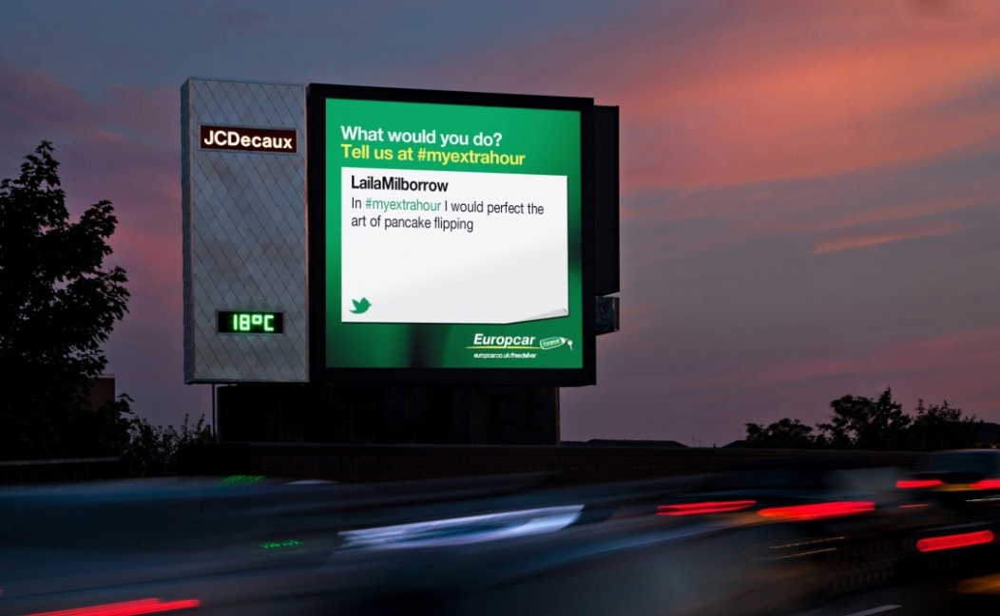 JCDecaux
18°C
What would you do?
Tell us at #myextrahour
LailaMilborrow
In #myextrahour I would perfect the
art of pancake flipping
Europcar
Europcar
europcar.co.uk/freedeliver